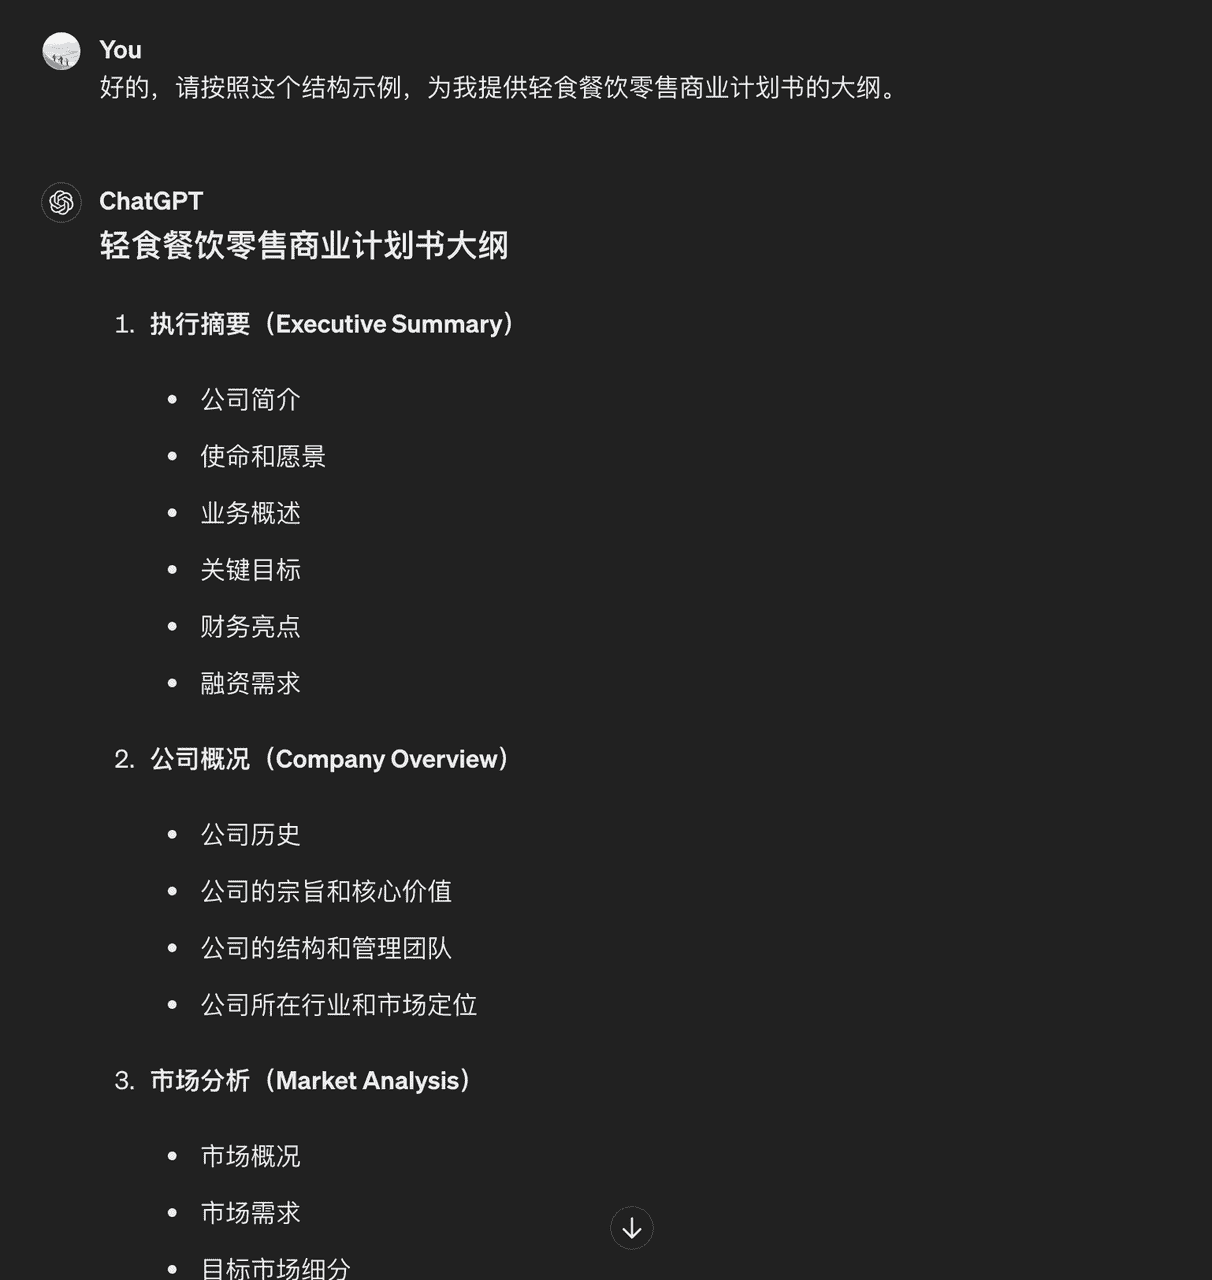 You
好的，请按照这个结构示例，为我提供轻食餐饮零售商业计划书的大纲。
ChatGPT
轻食餐饮零售商业计划书大纲
1. 执行摘要（Executive Summary）
• 公司简介
• 使命和愿景
• 业务概述
• 关键目标
• 财务亮点
• 融资需求
2. 公司概况（Company Overview）
• 公司历史
• 公司的宗旨和核心价值
• 公司的结构和管理团队
• 公司所在行业和市场定位
3. 市场分析（Market Analysis）
• 市场概况
• 市场需求
• 目标市场细分